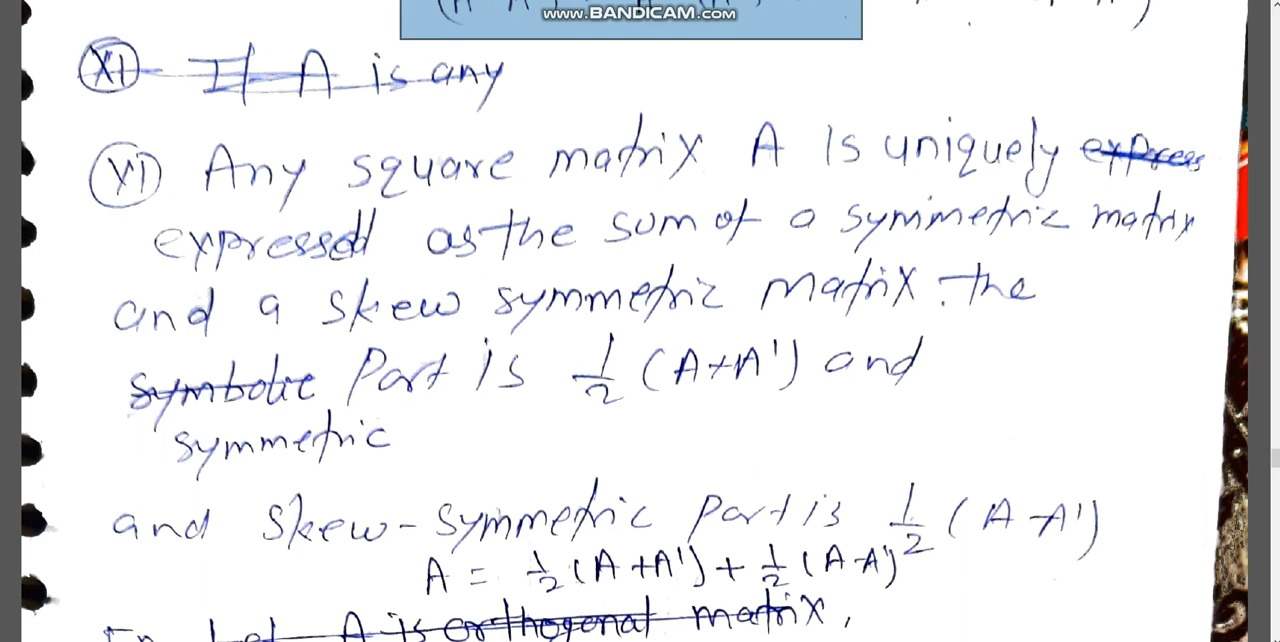 www.BANDICAM.com
(XI) If A is any
(VI) Any square matrix A is uniquely express
expressed as the sum of a symmetric matrix
and a skew symmetric matrix. the
symbolic Part is 1/2 (A+A') and
symmetric
and skew-symmetric part is 1/2 (A-A')
A = 1/2 (A+A') + 1/2 (A-A')
Let A is orthogonal matrix,